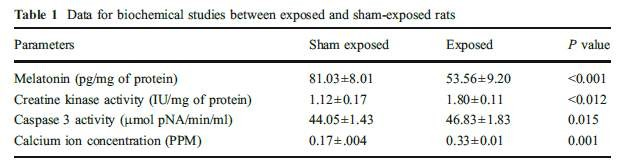 Table 1 Data for biochemical studies between exposed and sham-exposed rats
Parameters Sham exposed Exposed P value
Melatonin (pg/mg of protein) 81.03±8.01 53.56±9.20 <0.001
Creatine kinase activity (IU/mg of protein) 1.12±0.17 1.80±0.11 <0.012
Caspase 3 activity (μmol pNA/min/ml) 44.05±1.43 46.83±1.83 0.015
Calcium ion concentration (PPM) 0.17±.004 0.33±0.01 0.001